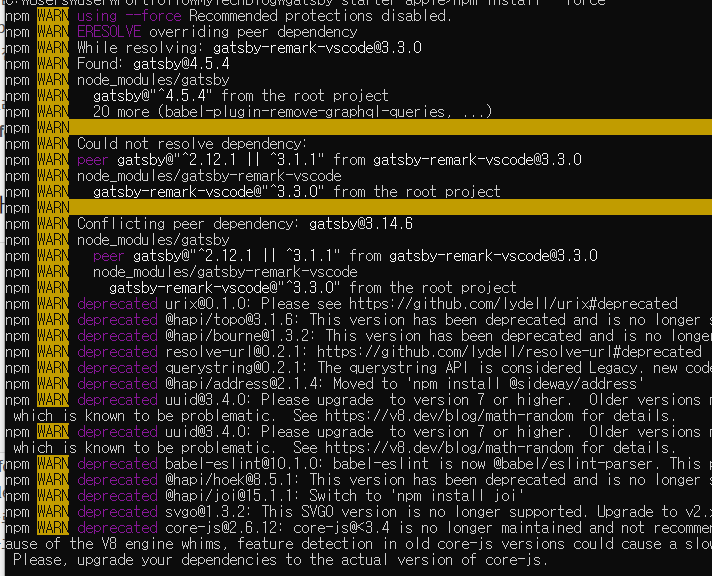 C:\Users\user\Portfolio\MyTechBlog\gatsby-starter-apple>npm install --force
npm WARN using --force Recommended protections disabled.
npm WARN ERESOLVE overriding peer dependency
npm WARN While resolving: gatsby-remark-vscode@3.3.0
npm WARN Found: gatsby@4.5.4
npm WARN node_modules/gatsby
npm WARN   gatsby@"^4.5.4" from the root project
npm WARN   20 more (babel-plugin-remove-graphql-queries, ...)
npm WARN
npm WARN Could not resolve dependency:
npm WARN peer gatsby@"^2.12.1 || ^3.1.1" from gatsby-remark-vscode@3.3.0
npm WARN node_modules/gatsby-remark-vscode
npm WARN   gatsby-remark-vscode@"^3.3.0" from the root project
npm WARN
npm WARN Conflicting peer dependency: gatsby@3.14.6
npm WARN node_modules/gatsby
npm WARN   peer gatsby@"^2.12.1 || ^3.1.1" from gatsby-remark-vscode@3.3.0
npm WARN   node_modules/gatsby-remark-vscode
npm WARN     gatsby-remark-vscode@"^3.3.0" from the root project
npm WARN deprecated urix@0.1.0: Please see https://github.com/lydell/urix#deprecated
npm WARN deprecated @hapi/topo@3.1.6: This version has been deprecated and is no longer s
npm WARN deprecated @hapi/bourne@1.3.2: This version has been deprecated and is no longe
npm WARN deprecated resolve-url@0.2.1: https://github.com/lydell/resolve-url#deprecated
npm WARN deprecated querystring@0.2.1: The querystring API is considered Legacy. new code
npm WARN deprecated @hapi/address@2.1.4: Moved to 'npm install @sideway/address'
npm WARN deprecated uuid@3.4.0: Please upgrade  to version 7 or higher.  Older versions m
 which is known to be problematic.  See https://v8.dev/blog/math-random for details.
npm WARN deprecated uuid@3.4.0: Please upgrade  to version 7 or higher.  Older versions m
 which is known to be problematic.  See https://v8.dev/blog/math-random for details.
npm WARN deprecated babel-eslint@10.1.0: babel-eslint is now @babel/eslint-parser. This p
npm WARN deprecated @hapi/hoek@8.5.1: This version has been deprecated and is no longer s
npm WARN deprecated @hapi/joi@15.1.1: Switch to 'npm install joi'
npm WARN deprecated svgo@1.3.2: This SVGO version is no longer supported. Upgrade to v2.x
npm WARN deprecated core-js@2.6.12: core-js@<3.4 is no longer maintained and not recommen
ause of the V8 engine whims, feature detection in old core-js versions could cause a slow
 Please, upgrade your dependencies to the actual version of core-js.